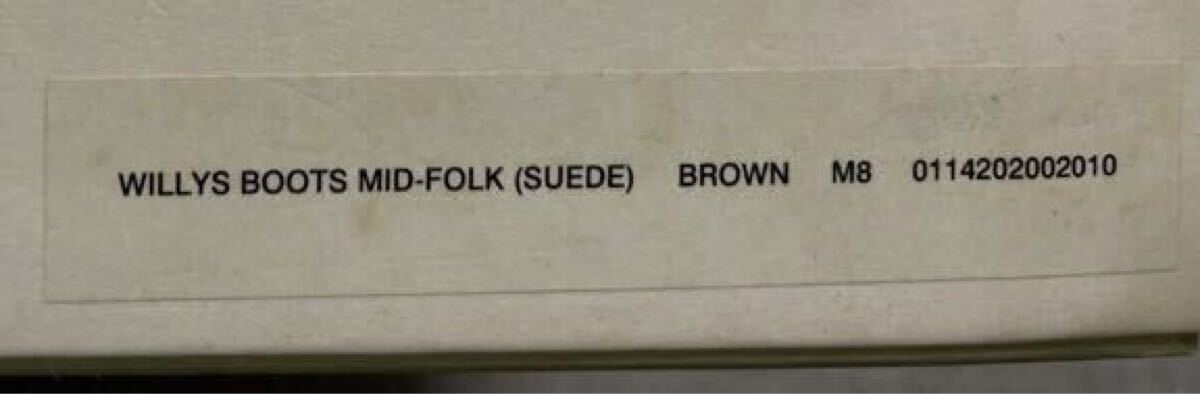 WILLYS BOOTS MID-FOLK (SUEDE) BROWN M8 0114202002010